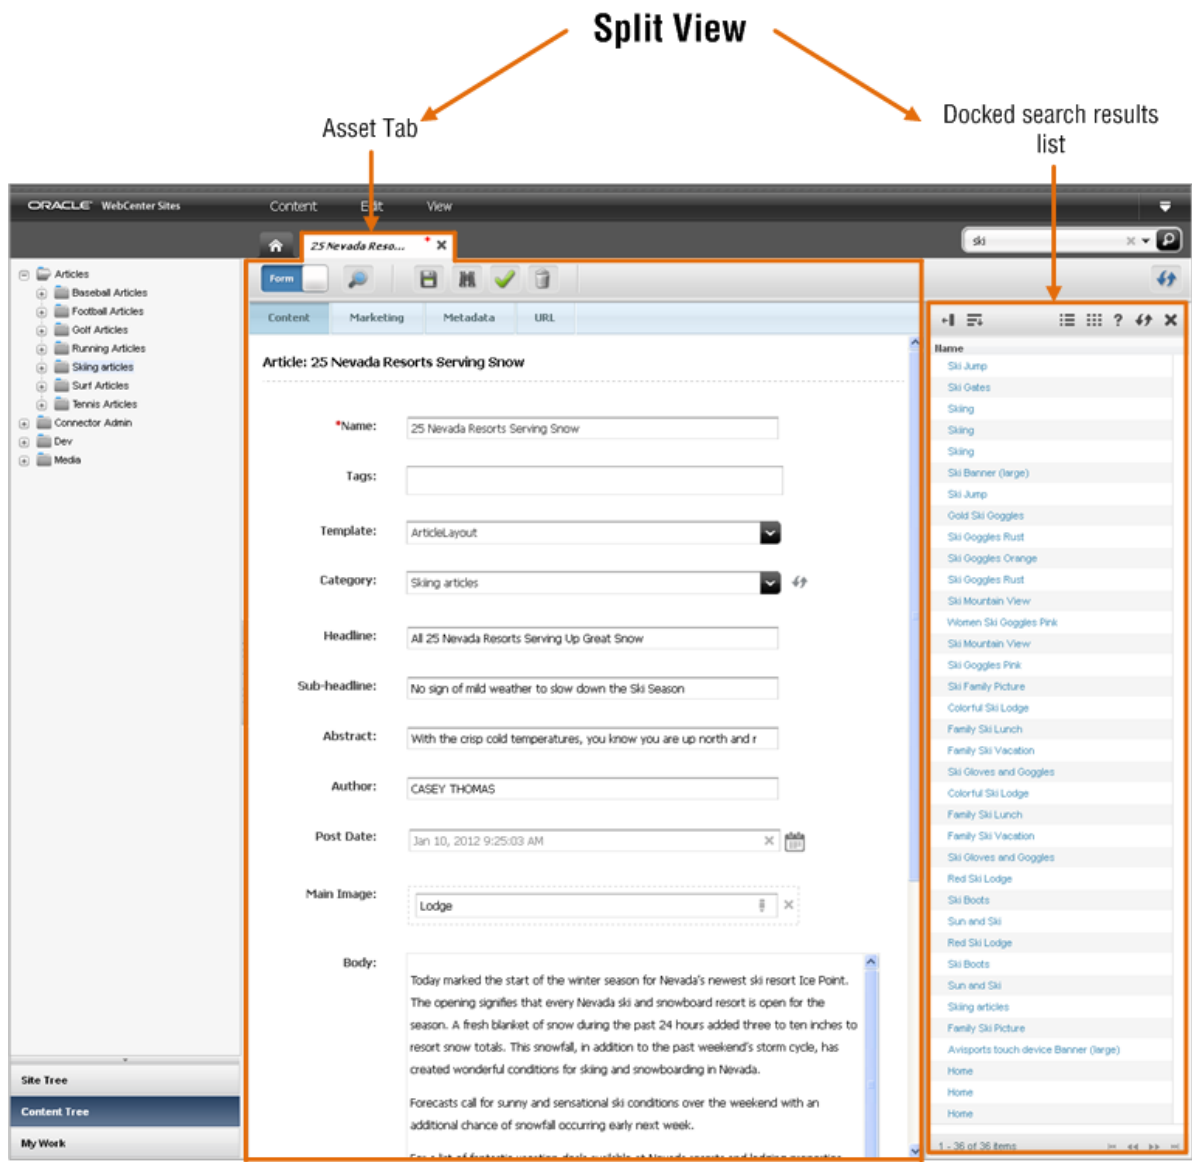 Split View
Asset Tab
Docked search results
list
ORACLE WebCenter Sites
Content Edit View
25 Nevada Reso... *
ski
Form
Content Marketing Metadata URL
Articles
Baseball Articles
Football Articles
Golf Articles
Running Articles
Skiing articles
Surf Articles
Tennis Articles
Connector Admin
Dev
Media
Site Tree
Content Tree
My Work
Article: 25 Nevada Resorts Serving Snow
*Name: 25 Nevada Resorts Serving Snow
Tags:
Template: ArticleLayout
Category: Skiing articles
Headline: All 25 Nevada Resorts Serving Up Great Snow
Sub-headline: No sign of mild weather to slow down the Ski Season
Abstract: With the crisp cold temperatures, you know you are up north and r
Author: CASEY THOMAS
Post Date: Jan 10, 2012 9:25:03 AM
Main Image: Lodge
Body:
Today marked the start of the winter season for Nevada's newest ski resort Ice Point.
The opening signifies that every Nevada ski and snowboard resort is open for the
season. A fresh blanket of snow during the past 24 hours added three to ten inches to
resort snow totals. This snowfall, in addition to the past weekend's storm cycle, has
created wonderful conditions for skiing and snowboarding in Nevada.
Forecasts call for sunny and sensational ski conditions over the weekend with an
additional chance of snowfall occurring early next week.
For a list of fantastic vacation deals available at Nevada resorts and lodging properties
?
Name
Ski Jump
Ski Gates
Skiing
Skiing
Skiing
Ski Banner (large)
Ski Jump
Gold Ski Goggles
Ski Goggles Rust
Ski Goggles Orange
Ski Goggles Rust
Ski Mountain View
Women Ski Goggles Pink
Ski Mountain View
Ski Goggles Pink
Ski Family Picture
Colorful Ski Lodge
Family Ski Lunch
Family Ski Vacation
Ski Gloves and Goggles
Colorful Ski Lodge
Family Ski Lunch
Family Ski Vacation
Ski Gloves and Goggles
Red Ski Lodge
Ski Boots
Sun and Ski
Red Ski Lodge
Ski Boots
Sun and Ski
Skiing articles
Family Ski Picture
Avisports touch device Banner (large)
Home
Home
Home
1 - 36 of 36 items